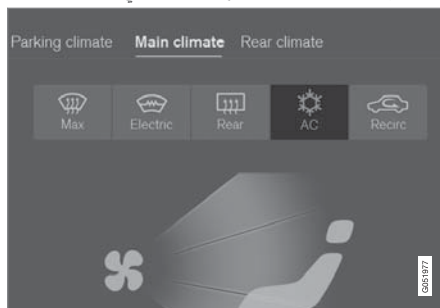 Parking climate Main climate Rear climate
Max Electric Rear AC Recirc
G051977